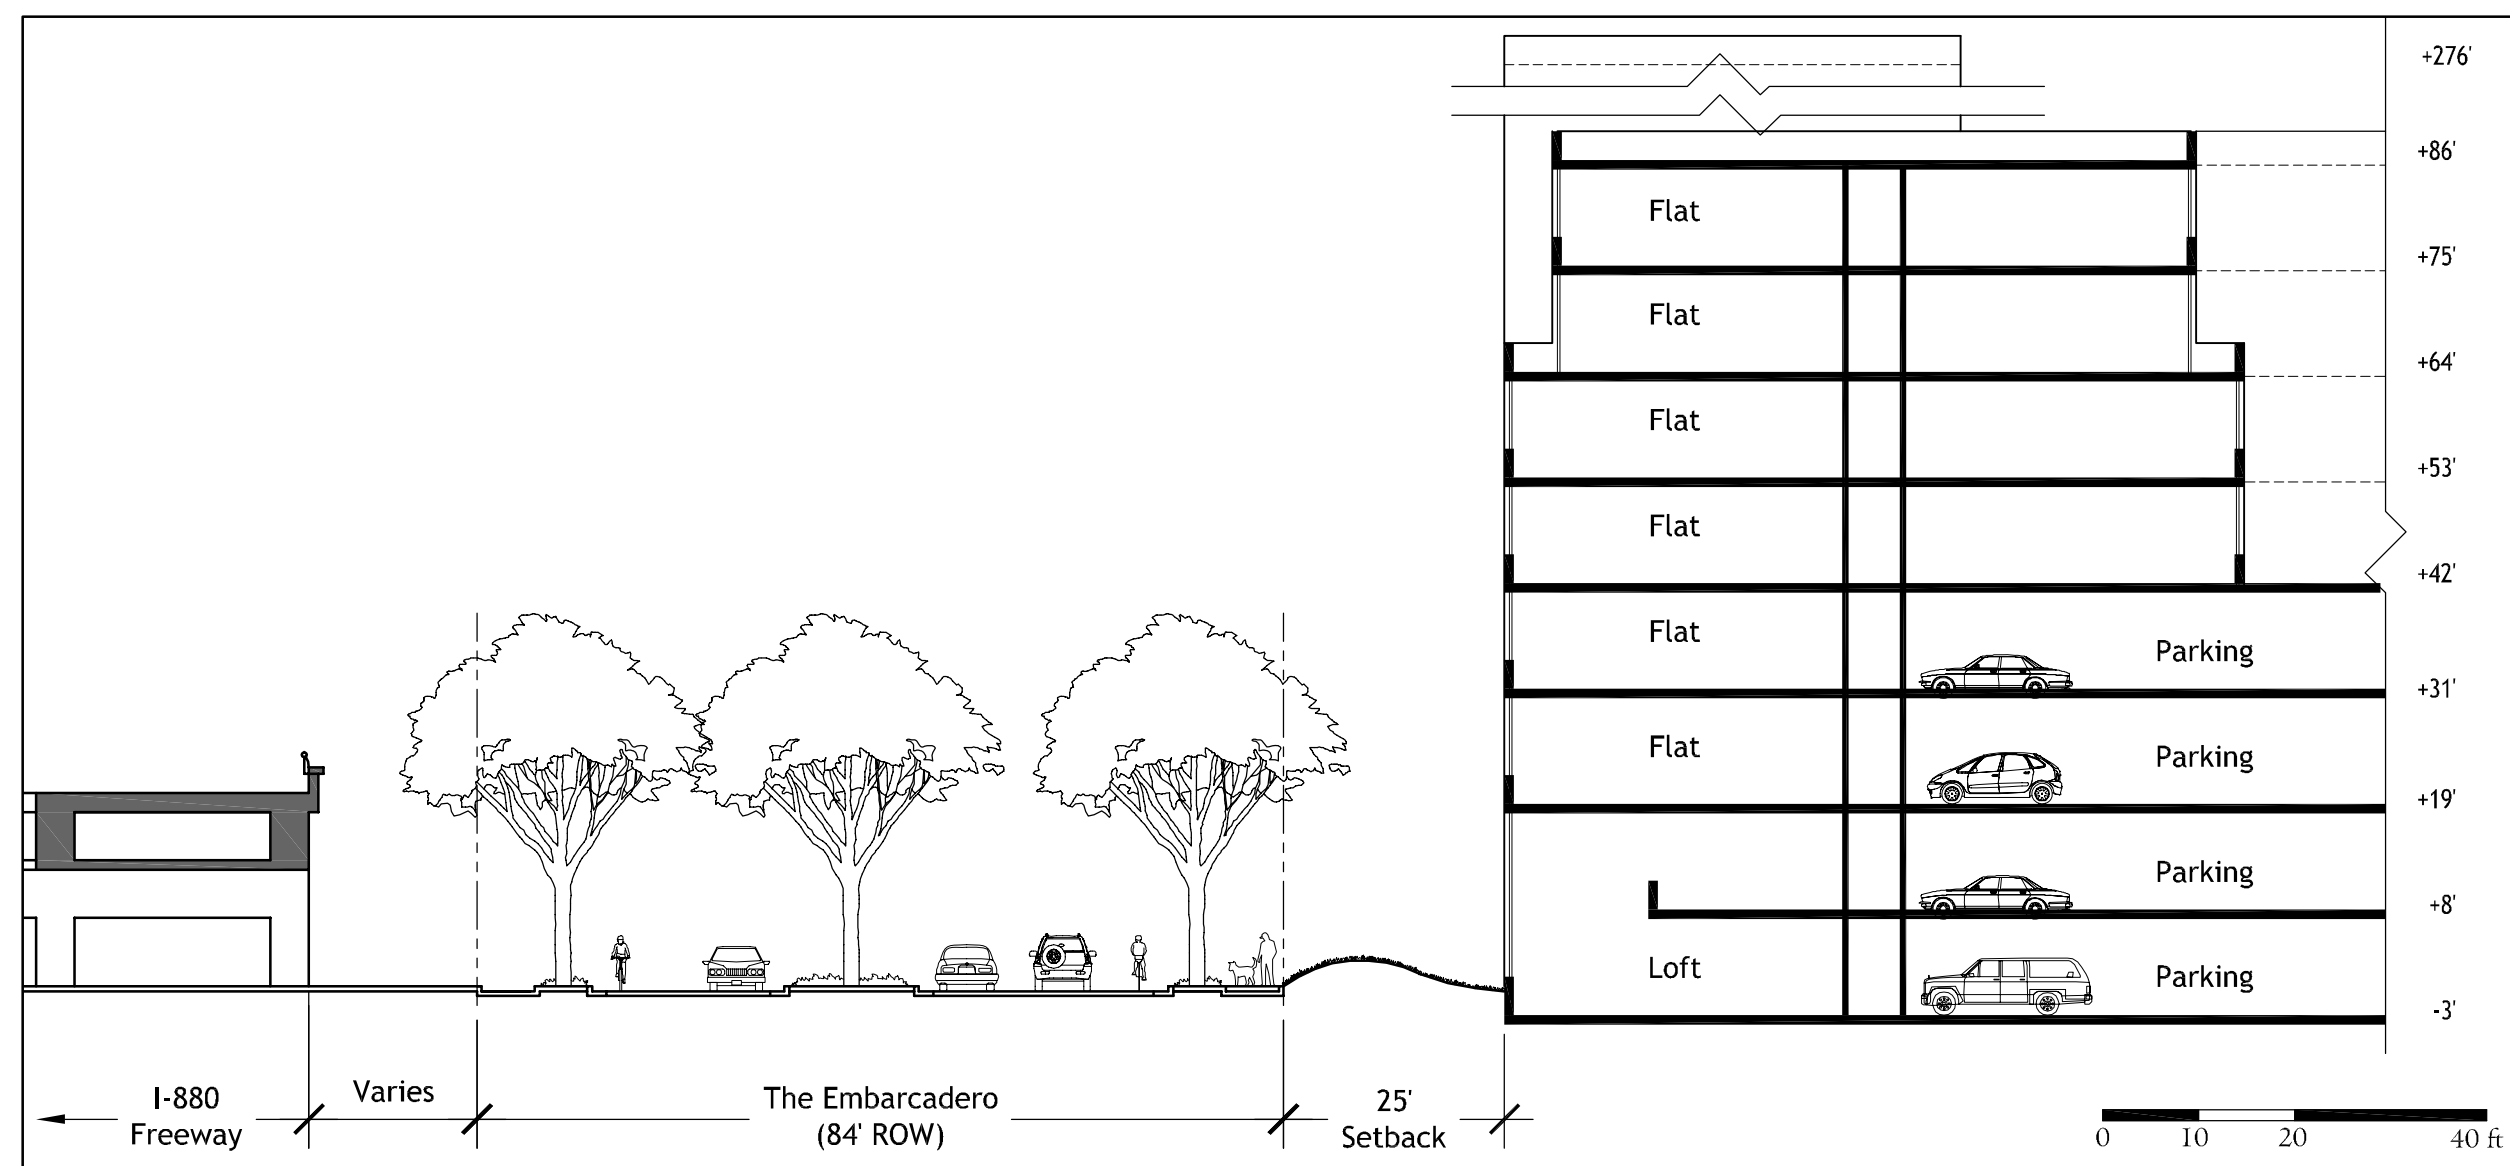 +276'
+86'
Flat
+75'
Flat
+64'
Flat
+53'
Flat
+42'
Flat
Parking
+31'
Flat
Parking
+19'
Parking
+8'
Loft
Parking
-3'
I-880
Freeway
Varies
The Embarcadero
(84' ROW)
25'
Setback
0 10 20 40 ft